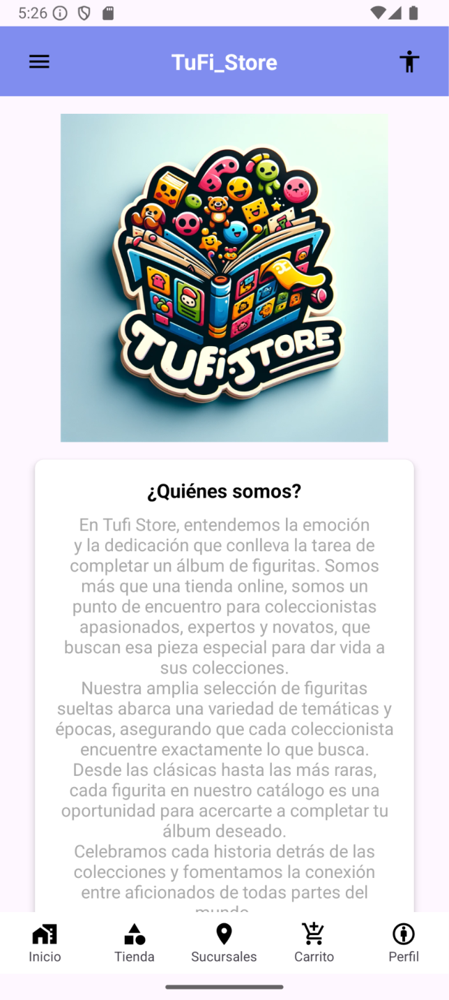 5:26
TuFi_Store
TUFi:STORE
¿Quiénes somos?
En Tufi Store, entendemos la emoción
y la dedicación que conlleva la tarea de
completar un álbum de figuritas. Somos
más que una tienda online, somos un
punto de encuentro para coleccionistas
apasionados, expertos y novatos, que
buscan esa pieza especial para dar vida a
sus colecciones.
Nuestra amplia selección de figuritas
sueltas abarca una variedad de temáticas y
épocas, asegurando que cada coleccionista
encuentre exactamente lo que busca.
Desde las clásicas hasta las más raras,
cada figurita en nuestro catálogo es una
oportunidad para acercarte a completar tu
álbum deseado.
Celebramos cada historia detrás de las
colecciones y fomentamos la conexión
entre aficionados de todas partes del
Inicio
Tienda
Sucursales
Carrito
Perfil